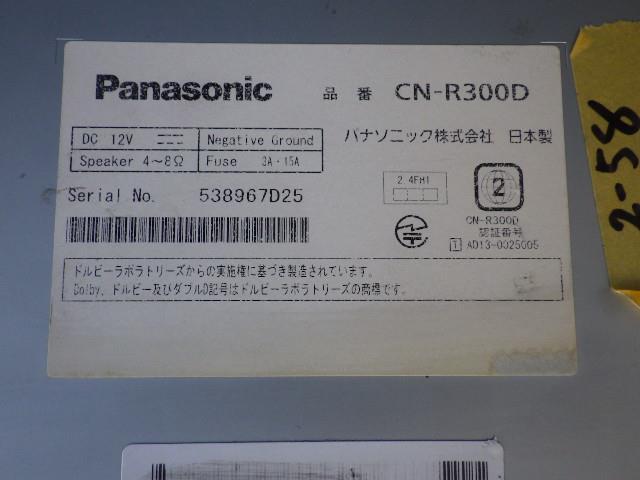 Panasonic 品番 CN-R300D
DC 12V Negative Ground
Speaker 4～8Ω Fuse 3A・15A
パナソニック株式会社 日本製
Serial No. 538967D25
2.4FH1
2
CN-R300D
認証番号
T AD13-0025005
ドルビーラボラトリーズからの実施権に基づき製造されています。
Dolby、ドルビー及びダブルD記号はドルビーラボラトリーズの商標です。
2-58